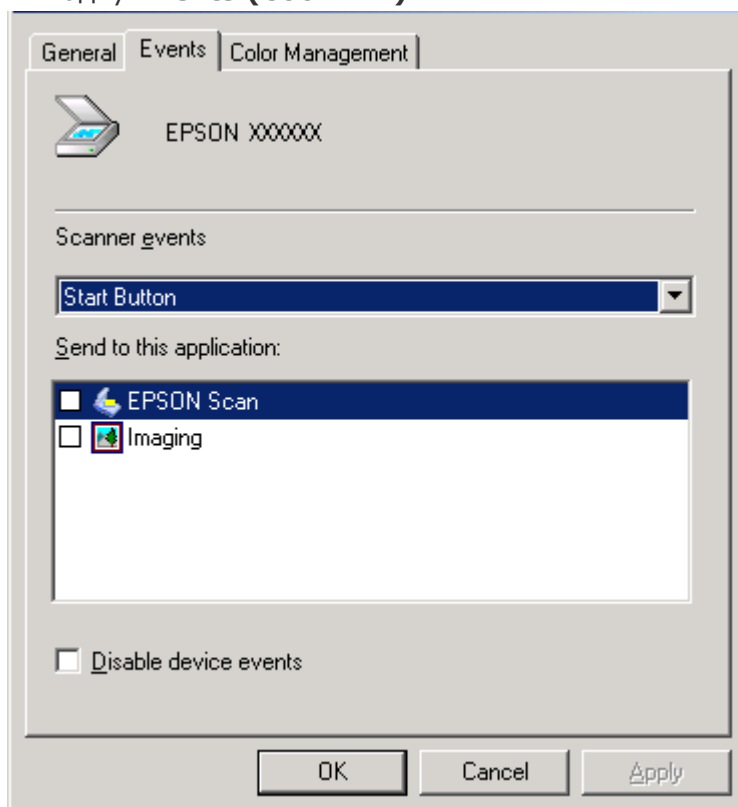 General Events Color Management
EPSON XXXXXX
Scanner events
Start Button
Send to this application:
EPSON Scan
Imaging
Disable device events
OK Cancel Apply